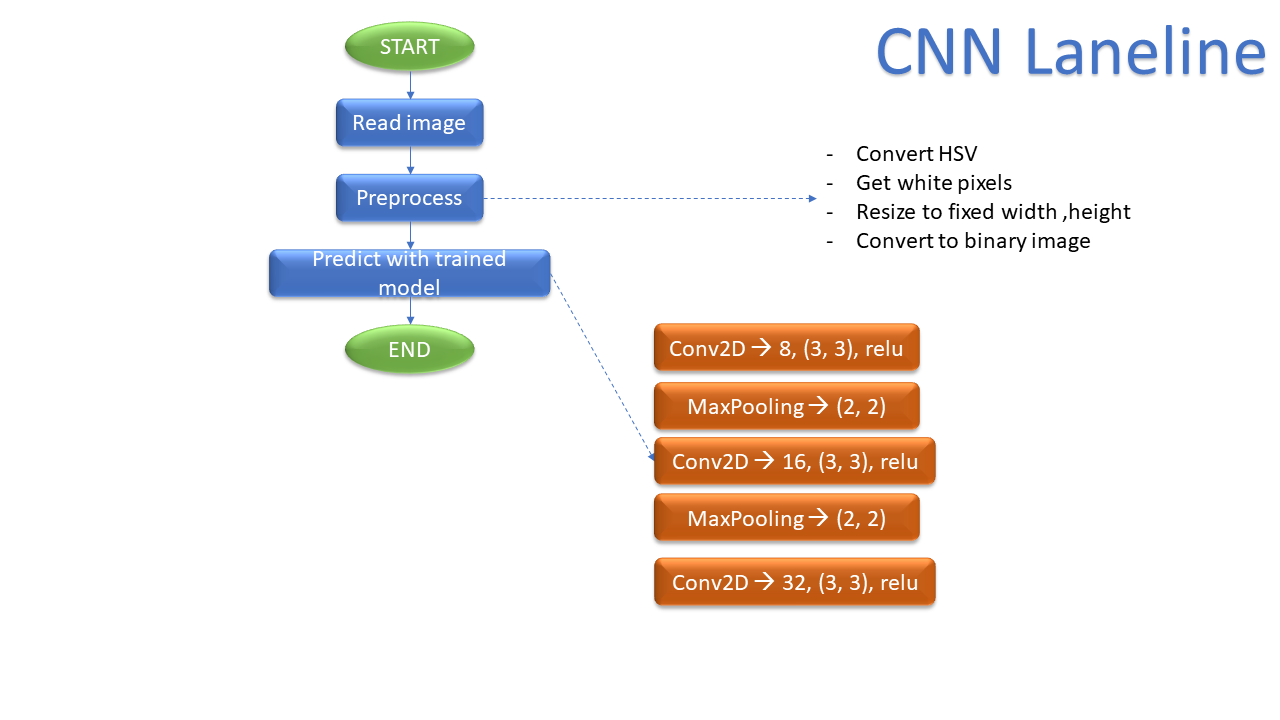 CNN Laneline
START
Read image
Preprocess
Predict with trained
model
END
- Convert HSV
- Get white pixels
- Resize to fixed width ,height
- Convert to binary image
Conv2D → 8, (3, 3), relu
MaxPooling → (2, 2)
Conv2D → 16, (3, 3), relu
MaxPooling → (2, 2)
Conv2D → 32, (3, 3), relu